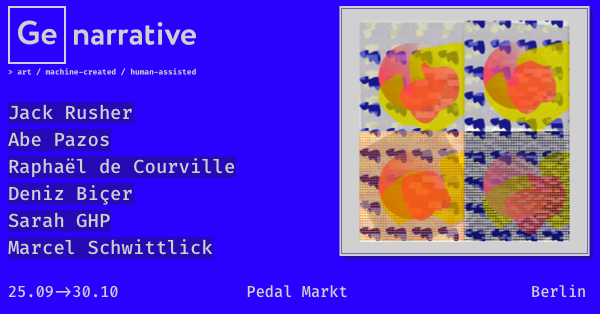 Ge narrative
> art / machine-created / human-assisted
Jack Rusher
Abe Pazos
Raphaël de Courville
Deniz Biçer
Sarah GHP
Marcel Schwittlick
25.09->30.10 Pedal Markt Berlin